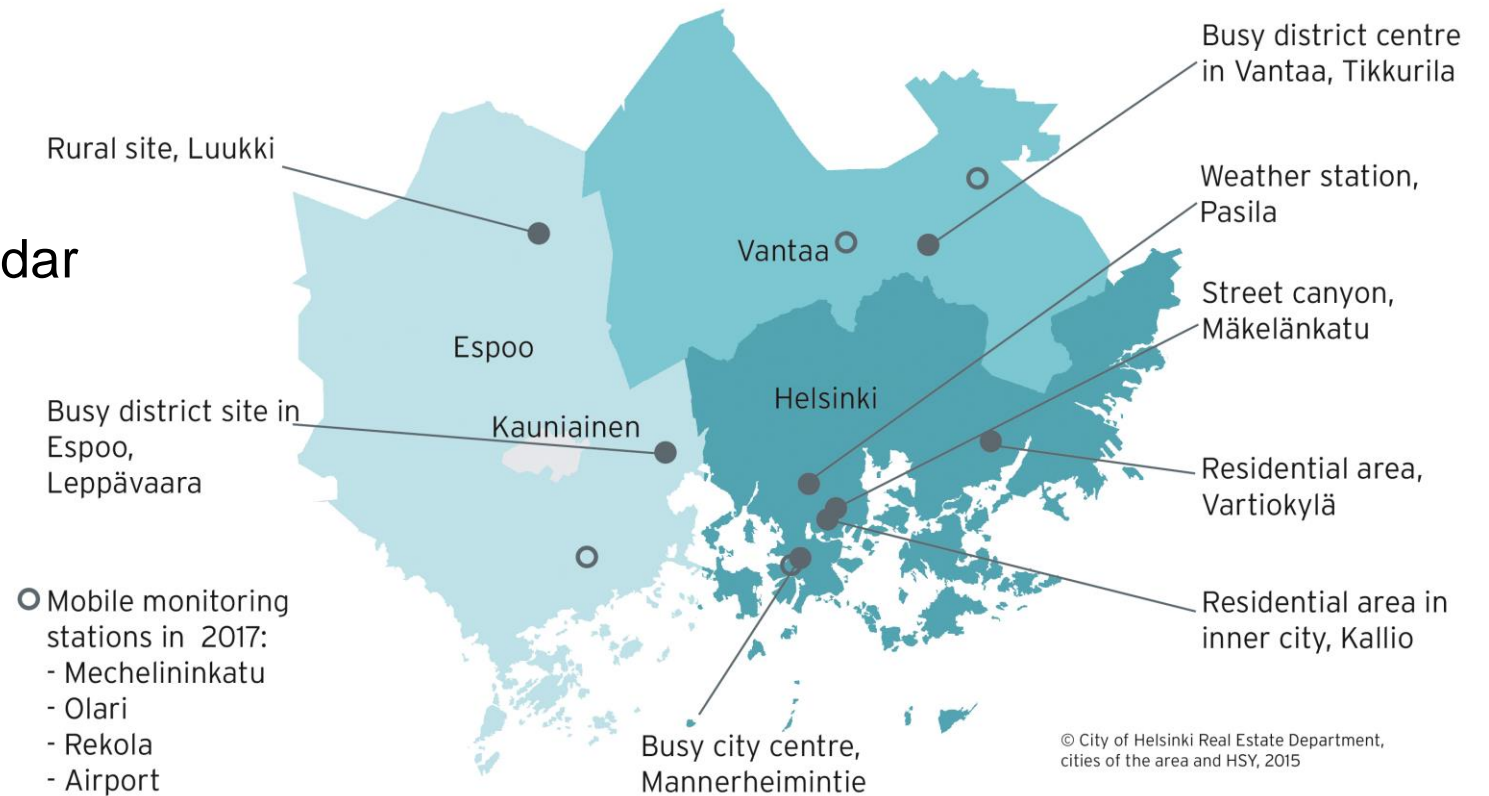 Busy district centre
in Vantaa, Tikkurila
Rural site, Luukki
Weather station,
Pasila
dar
Vantaa
Street canyon,
Mäkelänkatu
Espoo
Helsinki
Busy district site in
Espoo,
Leppävaara
Kauniainen
Residential area,
Vartiokylä
Mobile monitoring
stations in 2017:
- Mechelininkatu
- Olari
- Rekola
- Airport
Residential area in
inner city, Kallio
Busy city centre,
Mannerheimintie
© City of Helsinki Real Estate Department,
cities of the area and HSY, 2015